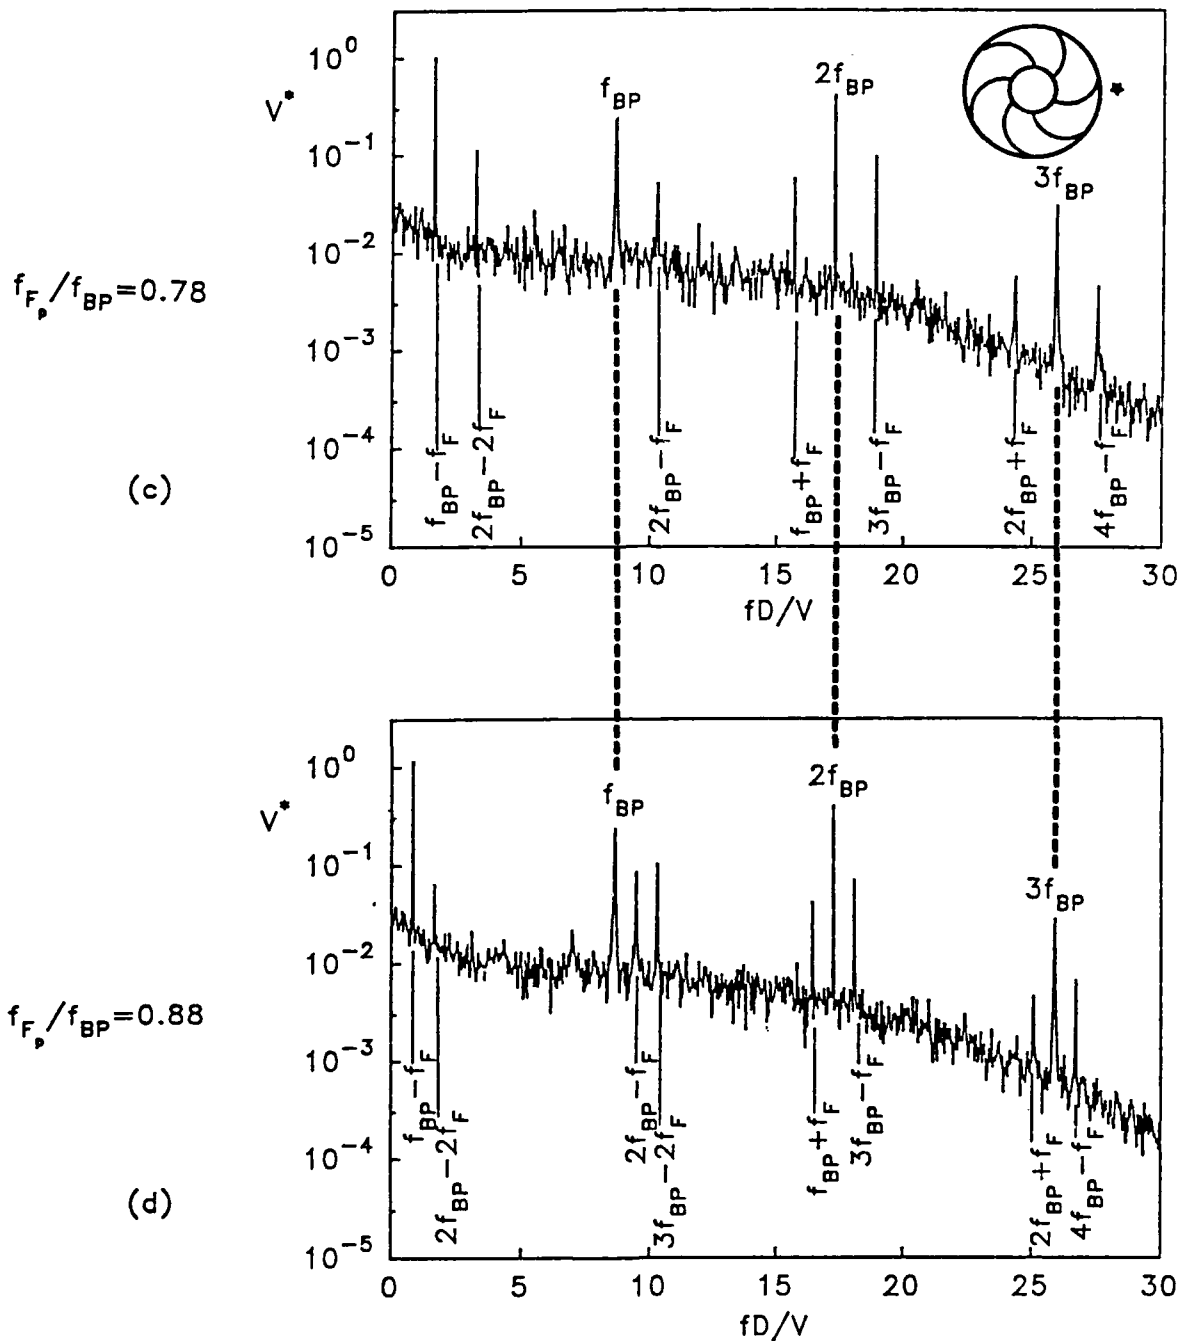 10^0
V*
f_BP
2f_BP
10^-1
3f_BP
10^-2
f_Fp/f_BP=0.78
10^-3
10^-4
(c)
f_BP-f_F
2f_BP-2f_F
2f_BP-f_F
f_BP+f_F
3f_BP-f_F
2f_BP+f_F
4f_BP-f_F
10^-5
0 5 10 15 20 25 30
fD/V
10^0
V*
f_BP
2f_BP
10^-1
3f_BP
10^-2
f_Fp/f_BP=0.88
10^-3
10^-4
(d)
f_BP-f_F
2f_BP-2f_F
2f_BP-f_F
3f_BP-2f_F
f_BP+f_F
3f_BP-f_F
2f_BP+f_F
4f_BP-f_F
10^-5
0 5 10 15 20 25 30
fD/V